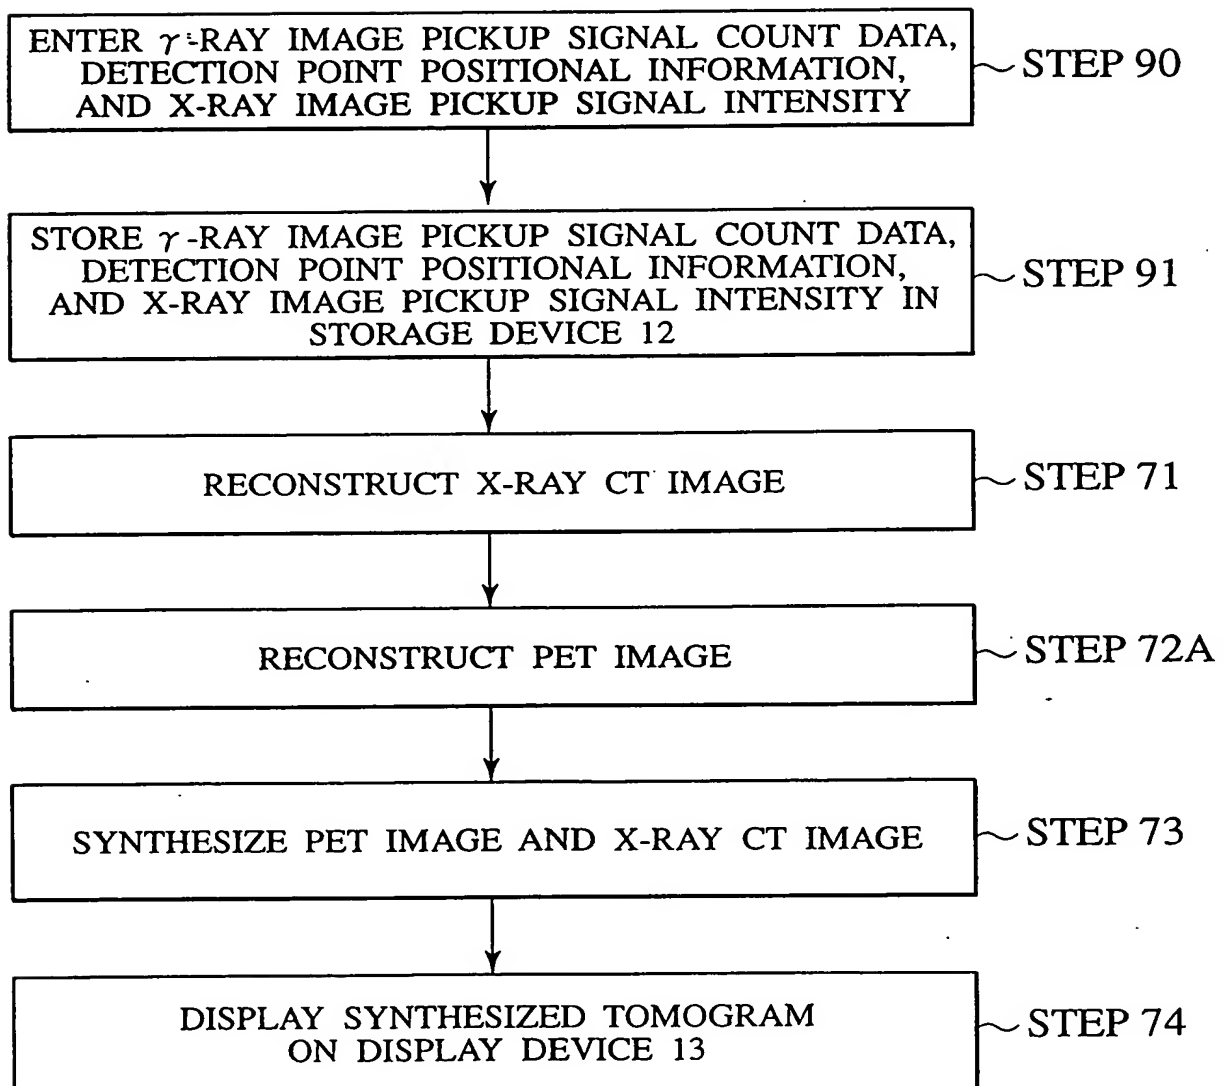 ENTER γ-RAY IMAGE PICKUP SIGNAL COUNT DATA,
DETECTION POINT POSITIONAL INFORMATION,
AND X-RAY IMAGE PICKUP SIGNAL INTENSITY
STEP 90
STORE γ-RAY IMAGE PICKUP SIGNAL COUNT DATA,
DETECTION POINT POSITIONAL INFORMATION,
AND X-RAY IMAGE PICKUP SIGNAL INTENSITY IN
STORAGE DEVICE 12
STEP 91
RECONSTRUCT X-RAY CT IMAGE
STEP 71
RECONSTRUCT PET IMAGE
STEP 72A
SYNTHESIZE PET IMAGE AND X-RAY CT IMAGE
STEP 73
DISPLAY SYNTHESIZED TOMOGRAM
ON DISPLAY DEVICE 13
STEP 74